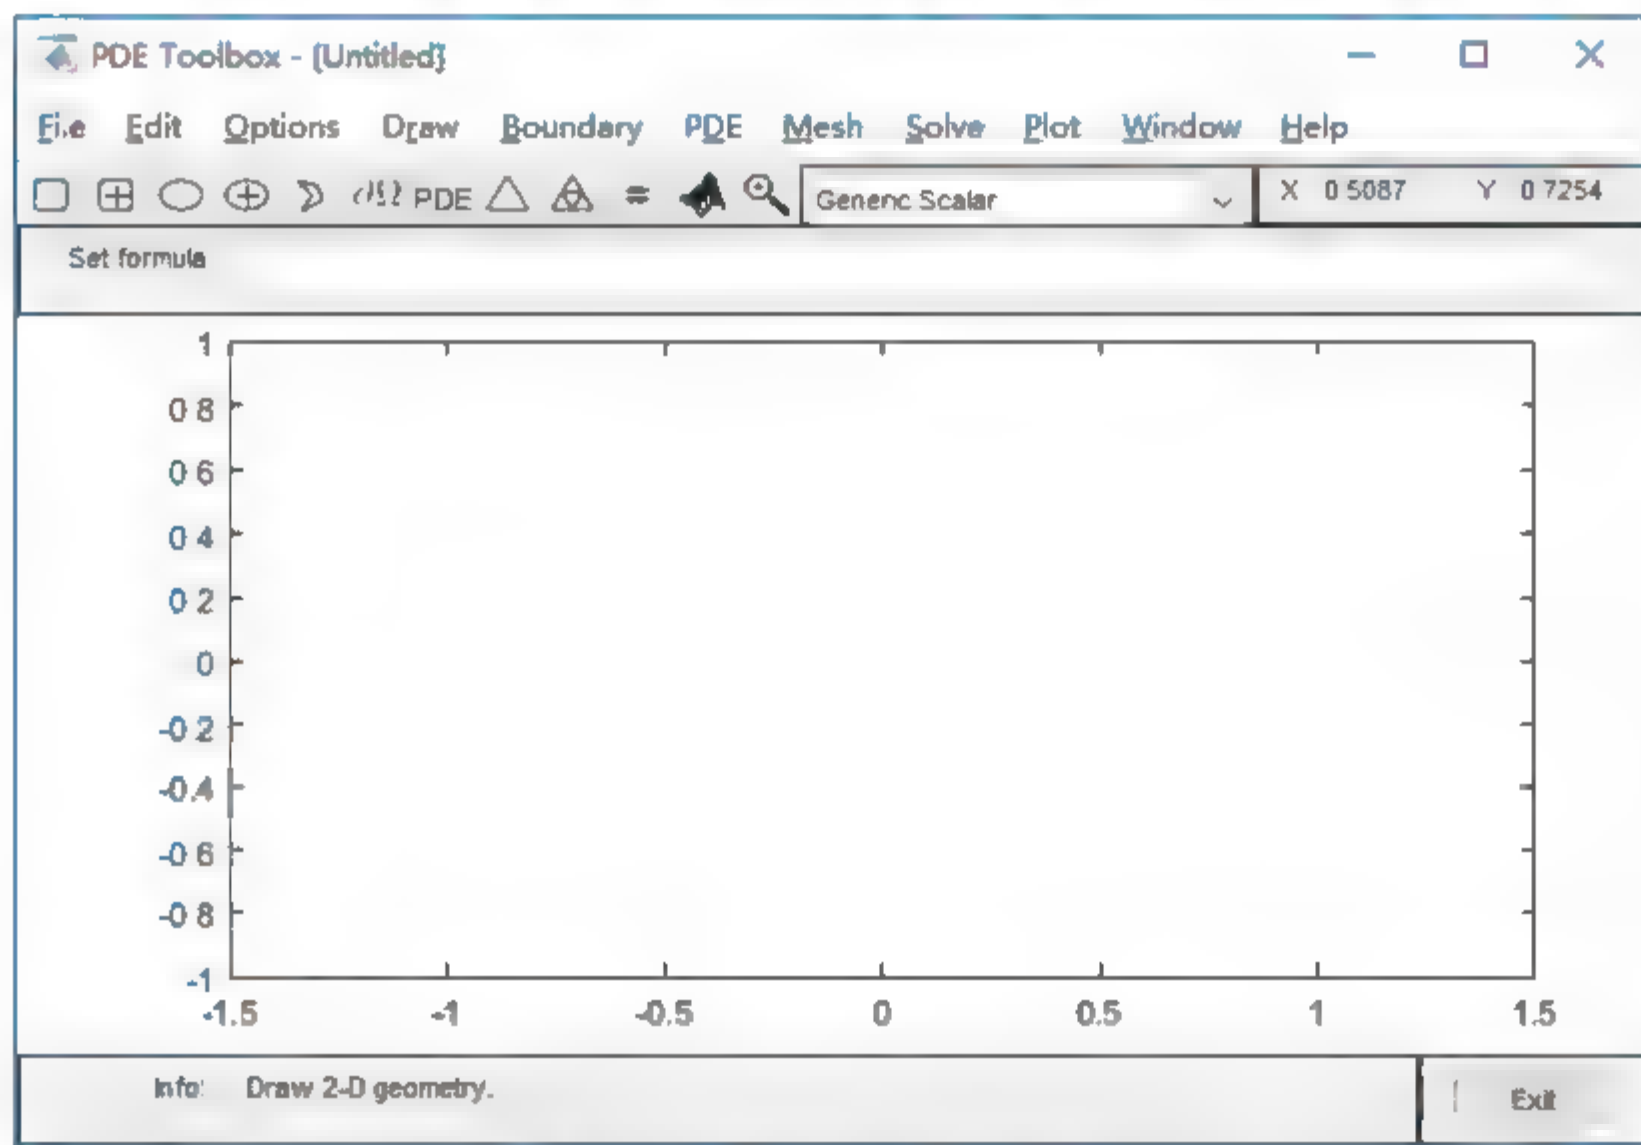 PDE Toolbox - [Untitled]
File Edit Options Draw Boundary PDE Mesh Solve Plot Window Help
PDE = Generic Scalar X 0.5087 Y 0.7254
Set formula
1
0.8
0.6
0.4
0.2
0
-0.2
-0.4
-0.6
-0.8
-1
-1.5 -1 -0.5 0 0.5 1 1.5
Info: Draw 2-D geometry. Exit